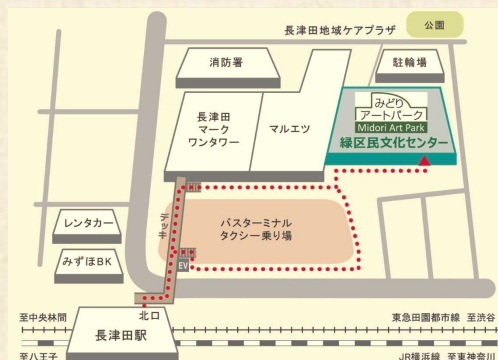 公園
長津田地域ケアプラザ
消防署
駐輪場
みどり
アートパーク
Midori Art Park
緑区民文化センター
長津田
マーク
ワンタワー
マルエツ
デッキ
バスターミナル
タクシー乗り場
レンタカー
みずほBK
EV
北口
長津田駅
至中央林間
東急田園都市線 至渋谷
至八王子
JR横浜線 至東神奈川